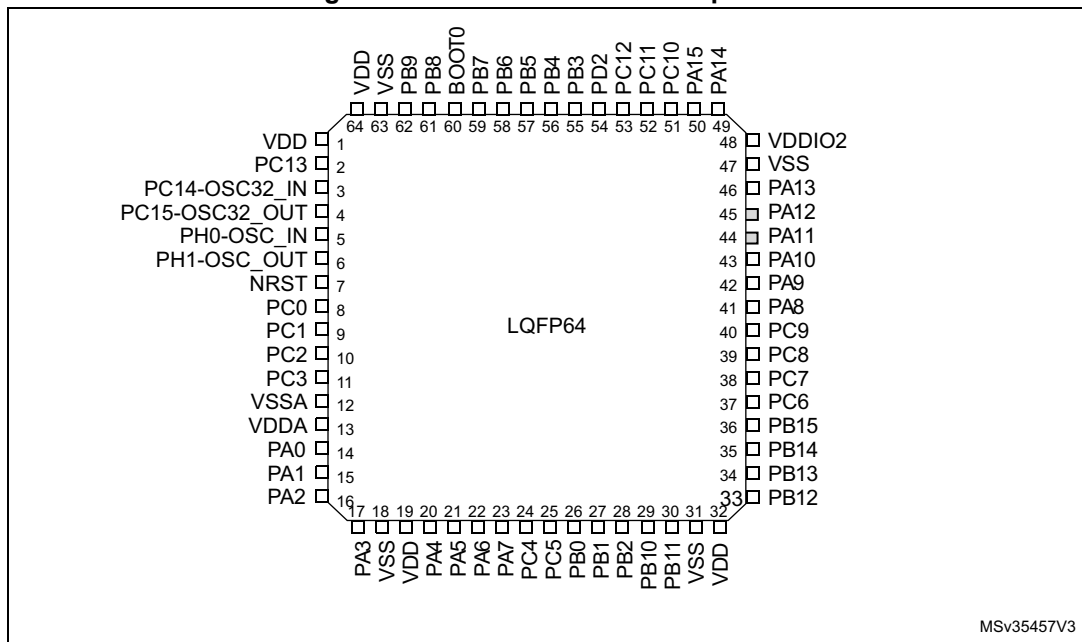 VDD VSS PB9 PB8 BOOT0 PB7 PB6 PB5 PB4 PB3 PD2 PC12 PC11 PC10 PA15 PA14
64 63 62 61 60 59 58 57 56 55 54 53 52 51 50 49
VDD 1 48 VDDIO2
PC13 2 47 VSS
PC14-OSC32_IN 3 46 PA13
PC15-OSC32_OUT 4 45 PA12
PH0-OSC_IN 5 44 PA11
PH1-OSC_OUT 6 43 PA10
NRST 7 42 PA9
PC0 8 41 PA8
LQFP64
PC1 9 40 PC9
PC2 10 39 PC8
PC3 11 38 PC7
VSSA 12 37 PC6
VDDA 13 36 PB15
PA0 14 35 PB14
PA1 15 34 PB13
PA2 16 33 PB12
17 18 19 20 21 22 23 24 25 26 27 28 29 30 31 32
PA3 VSS VDD PA4 PA5 PA6 PA7 PC4 PC5 PB0 PB1 PB2 PB10 PB11 VSS VDD
MSv35457V3